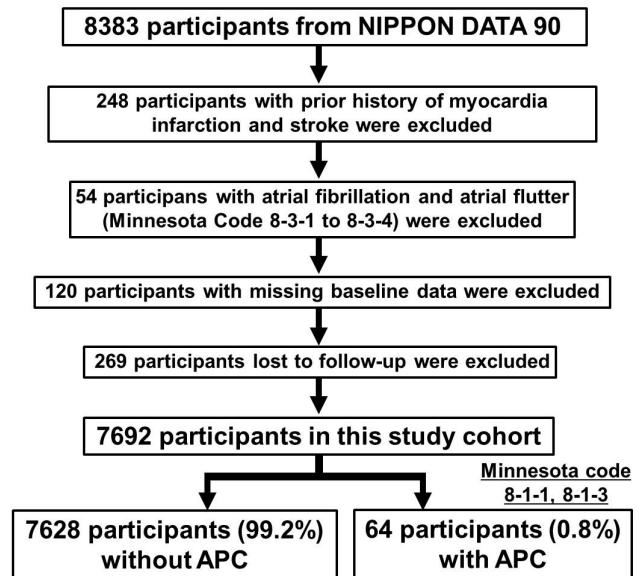 8383 participants from NIPPON DATA 90
248 participants with prior history of myocardia
infarction and stroke were excluded
54 participans with atrial fibrillation and atrial flutter
(Minnesota Code 8-3-1 to 8-3-4) were excluded
120 participants with missing baseline data were excluded
269 participants lost to follow-up were excluded
7692 participants in this study cohort
Minnesota code
8-1-1, 8-1-3
7628 participants (99.2%)
without APC
64 participants (0.8%)
with APC